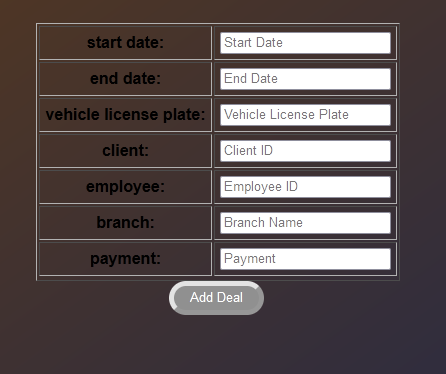 start date: Start Date
end date: End Date
vehicle license plate: Vehicle License Plate
client: Client ID
employee: Employee ID
branch: Branch Name
payment: Payment
Add Deal